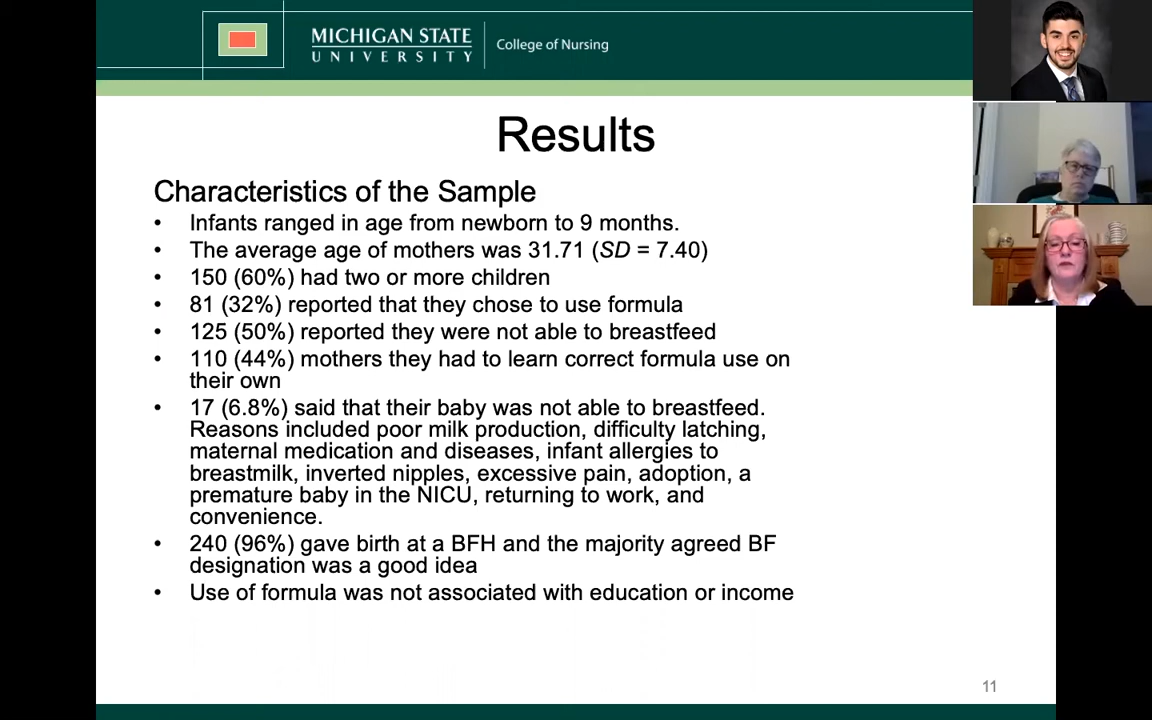 MICHIGAN STATE
UNIVERSITY
College of Nursing
Results
Characteristics of the Sample
• Infants ranged in age from newborn to 9 months.
• The average age of mothers was 31.71 (SD = 7.40)
• 150 (60%) had two or more children
• 81 (32%) reported that they chose to use formula
• 125 (50%) reported they were not able to breastfeed
• 110 (44%) mothers they had to learn correct formula use on
their own
• 17 (6.8%) said that their baby was not able to breastfeed.
Reasons included poor milk production, difficulty latching,
maternal medication and diseases, infant allergies to
breastmilk, inverted nipples, excessive pain, adoption, a
premature baby in the NICU, returning to work, and
convenience.
• 240 (96%) gave birth at a BFH and the majority agreed BF
designation was a good idea
• Use of formula was not associated with education or income
11